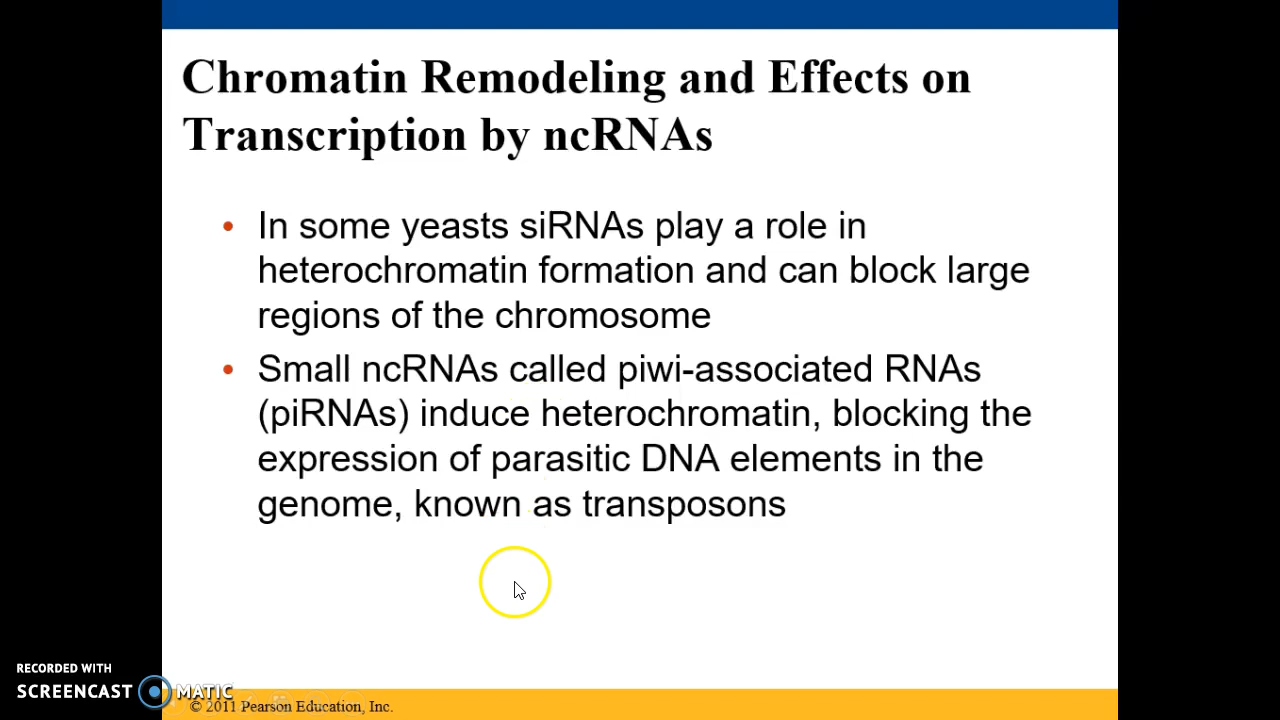 Chromatin Remodeling and Effects on
Transcription by ncRNAs
• In some yeasts siRNAs play a role in
heterochromatin formation and can block large
regions of the chromosome
• Small ncRNAs called piwi-associated RNAs
(piRNAs) induce heterochromatin, blocking the
expression of parasitic DNA elements in the
genome, known as transposons
RECORDED WITH
SCREENCAST MATIC
© 2011 Pearson Education, Inc.